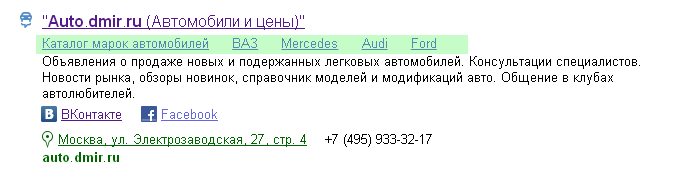 "Auto.dmir.ru (Автомобили и цены)"
Каталог марок автомобилей ВАЗ Mercedes Audi Ford
Объявления о продаже новых и подержанных легковых автомобилей. Консультации специалистов.
Новости рынка, обзоры новинок, справочник моделей и модификаций авто. Общение в клубах
автолюбителей.
В ВКонтакте f Facebook
Москва, ул. Электрозаводская, 27, стр. 4 +7 (495) 933-32-17
auto.dmir.ru